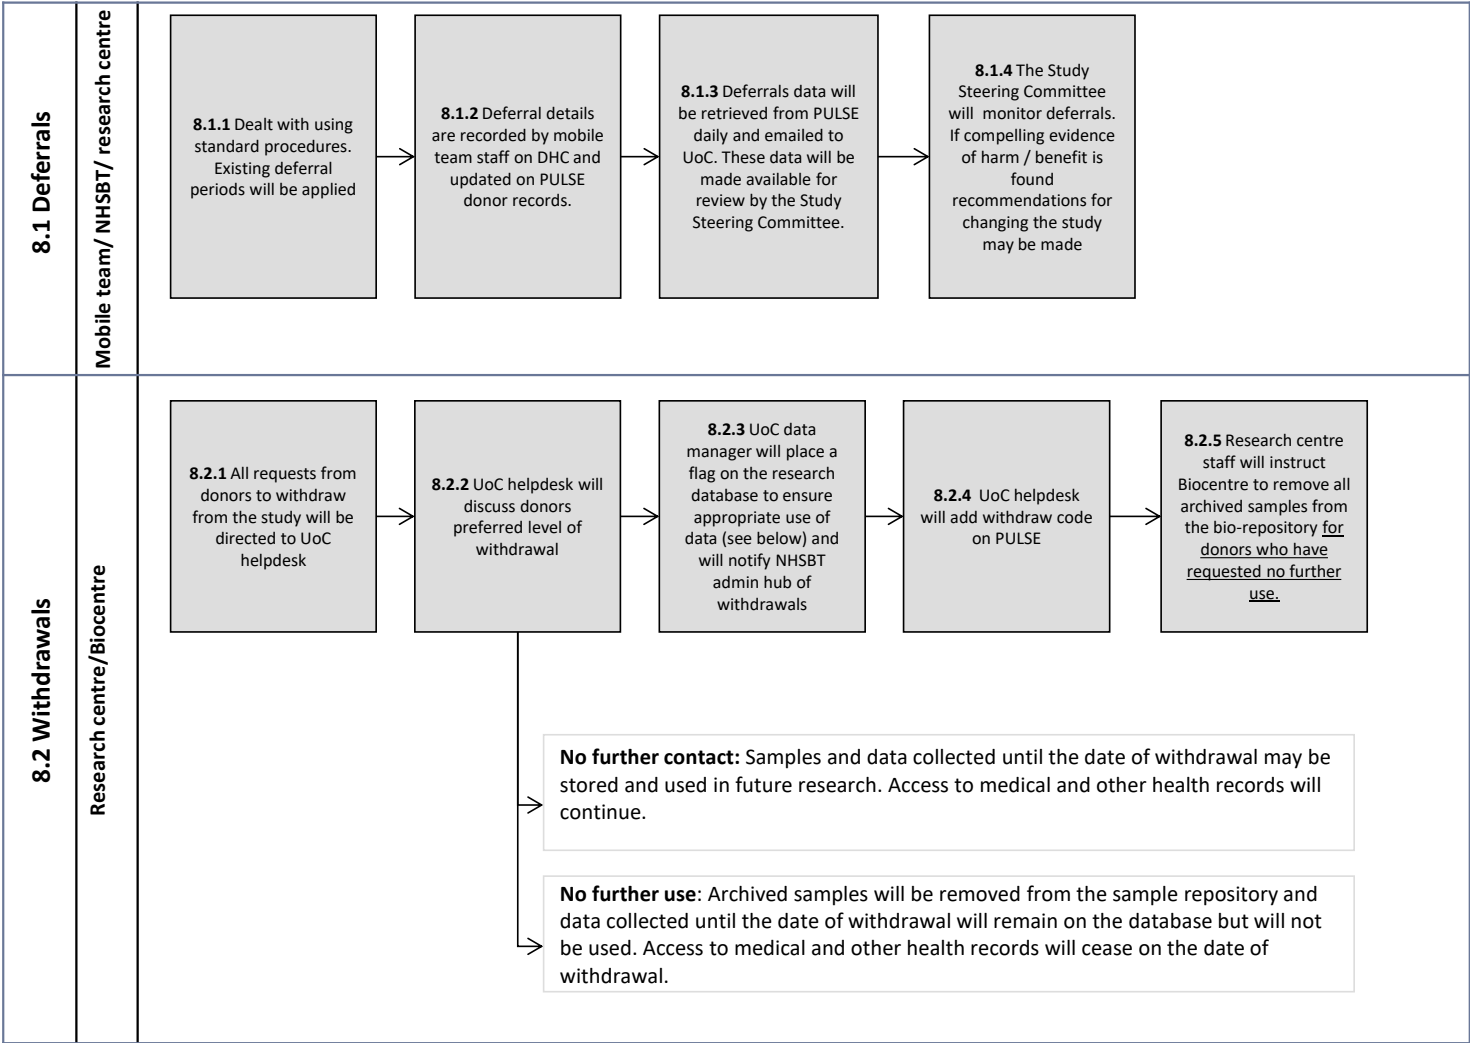 8.1 Deferrals
Mobile team/ NHSBT/ research centre
8.1.1 Dealt with using
standard procedures.
Existing deferral
periods will be applied
8.1.2 Deferral details
are recorded by mobile
team staff on DHC and
updated on PULSE
donor records.
8.1.3 Deferrals data will
be retrieved from PULSE
daily and emailed to
UoC. These data will be
made available for
review by the Study
Steering Committee.
8.1.4 The Study
Steering Committee
will monitor deferrals.
If compelling evidence
of harm / benefit is
found
recommendations for
changing the study
may be made
8.2 Withdrawals
Research centre/Biocentre
8.2.1 All requests from
donors to withdraw
from the study will be
directed to UoC
helpdesk
8.2.2 UoC helpdesk will
discuss donors
preferred level of
withdrawal
8.2.3 UoC data
manager will place a
flag on the research
database to ensure
appropriate use of
data (see below) and
will notify NHSBT
admin hub of
withdrawals
8.2.4 UoC helpdesk
will add withdraw code
on PULSE
8.2.5 Research centre
staff will instruct
Biocentre to remove all
archived samples from
the bio-repository for
donors who have
requested no further
use.
No further contact: Samples and data collected until the date of withdrawal may be
stored and used in future research. Access to medical and other health records will
continue.
No further use: Archived samples will be removed from the sample repository and
data collected until the date of withdrawal will remain on the database but will not
be used. Access to medical and other health records will cease on the date of
withdrawal.